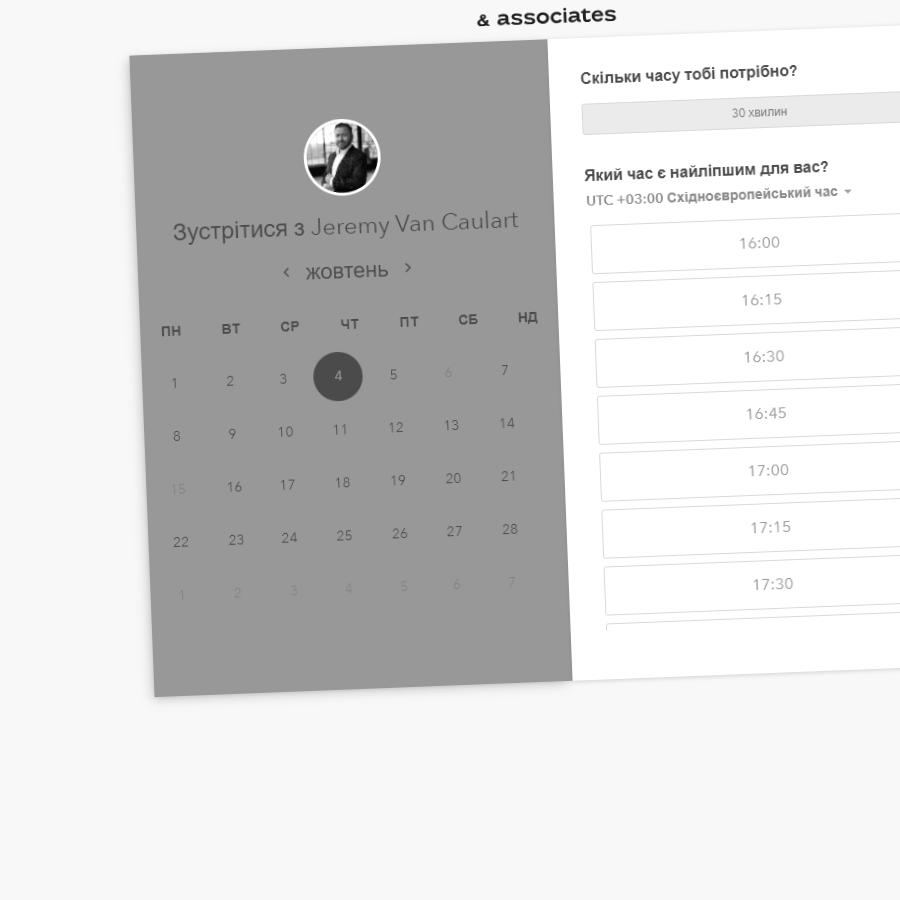 & associates
Зустрітися з Jeremy Van Caulart
жовтень
ПН ВТ СР ЧТ ПТ СБ НД
1 2 3 4 5 6 7
8 9 10 11 12 13 14
15 16 17 18 19 20 21
22 23 24 25 26 27 28
1 2 3 4 5 6 7
Скільки часу тобі потрібно?
30 хвилин
Який час є найліпшим для вас?
UTC +03:00 Східноєвропейський час
16:00
16:15
16:30
16:45
17:00
17:15
17:30